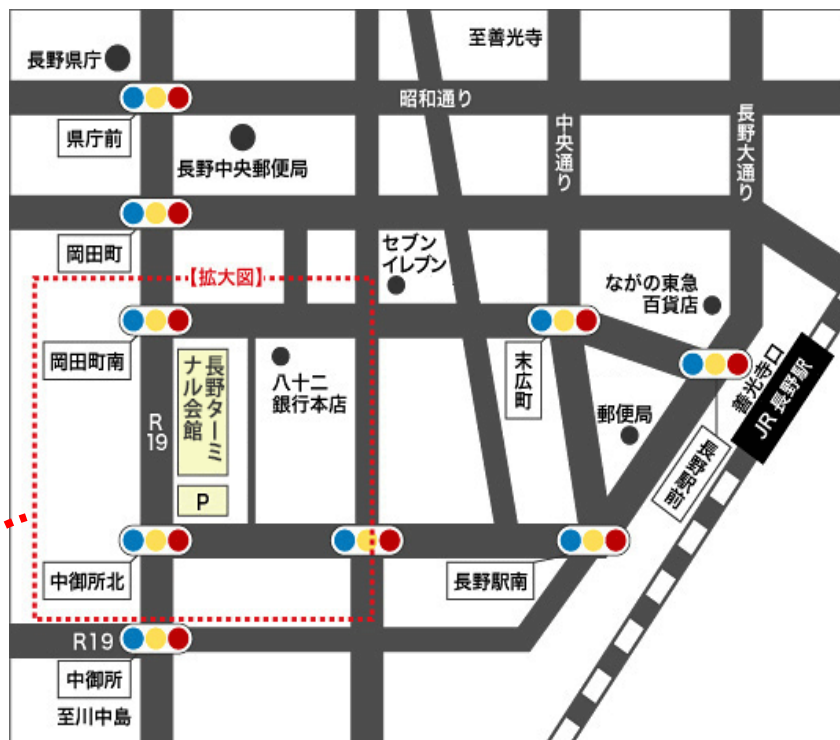 至善光寺
長野県庁
昭和通り
県庁前
長野中央郵便局
中央通り
長野大通り
岡田町
セブン
イレブン
【拡大図】
ながの東急
百貨店
岡田町南
長野ターミ
ナル会館
八十二
銀行本店
末広町
善光寺口
JR 長野駅
郵便局
R
19
長野駅前
P
中御所北
長野駅南
R19
中御所
至川中島